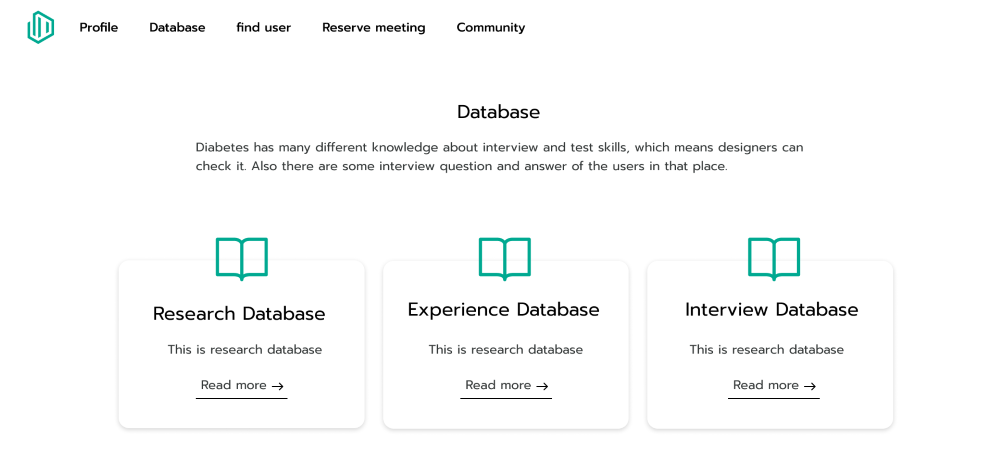 Profile Database find user Reserve meeting Community
Database
Diabetes has many different knowledge about interview and test skills, which means designers can
check it. Also there are some interview question and answer of the users in that place.
Research Database
This is research database
Read more →
Experience Database
This is research database
Read more →
Interview Database
This is research database
Read more →